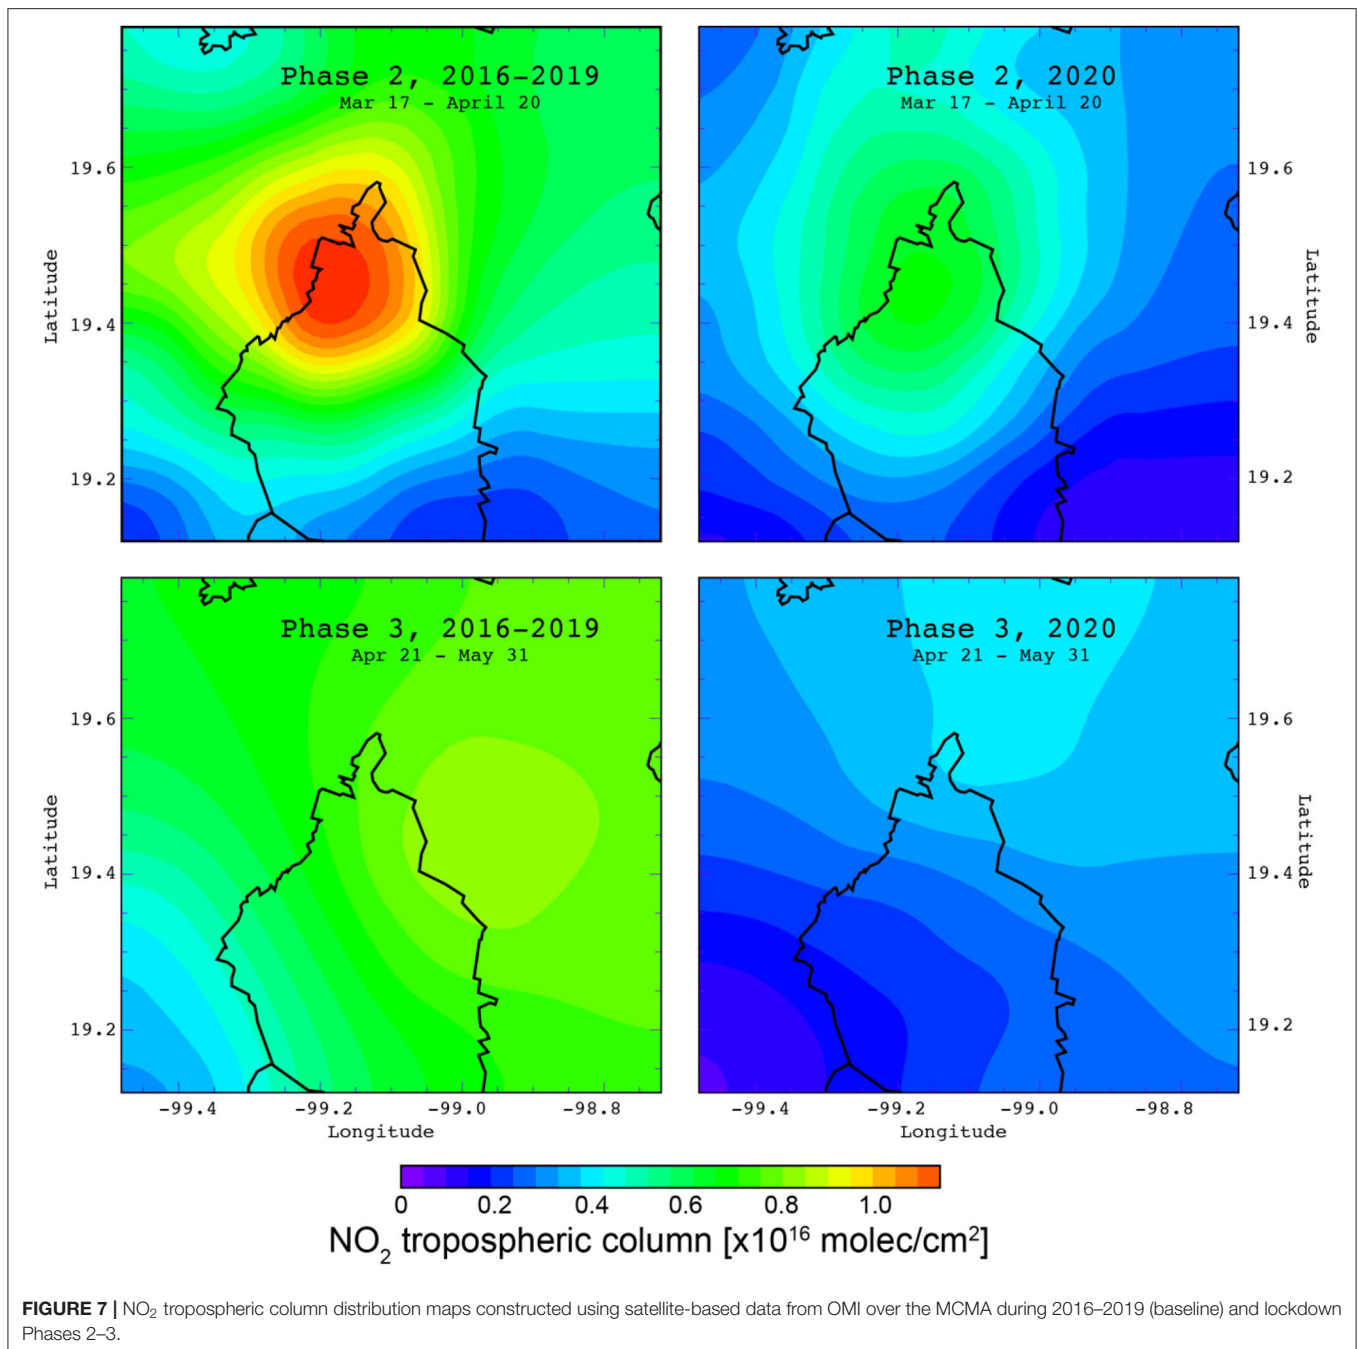 Phase 2, 2016-2019
Mar 17 - April 20
Phase 2, 2020
Mar 17 - April 20
19.6
19.4
19.2
Latitude
19.6
19.4
19.2
Latitude
Phase 3, 2016-2019
Apr 21 - May 31
Phase 3, 2020
Apr 21 - May 31
19.6
19.4
19.2
Latitude
19.6
19.4
19.2
Latitude
-99.4 -99.2 -99.0 -98.8
Longitude
-99.4 -99.2 -99.0 -98.8
Longitude
0 0.2 0.4 0.6 0.8 1.0
NO₂ tropospheric column [x10¹⁶ molec/cm²]
FIGURE 7 | NO₂ tropospheric column distribution maps constructed using satellite-based data from OMI over the MCMA during 2016–2019 (baseline) and lockdown
Phases 2–3.